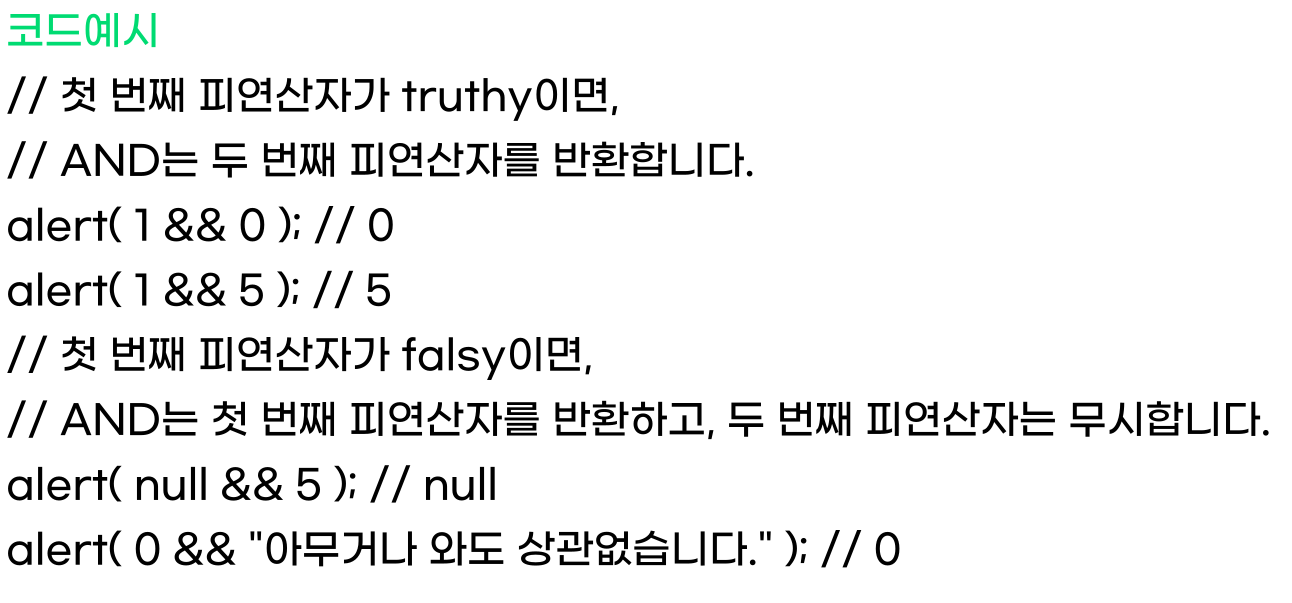 코드예시
// 첫 번째 피연산자가 truthy이면,
// AND는 두 번째 피연산자를 반환합니다.
alert( 1 && 0 ); // 0
alert( 1 && 5 ); // 5
// 첫 번째 피연산자가 falsy이면,
// AND는 첫 번째 피연산자를 반환하고, 두 번째 피연산자는 무시합니다.
alert( null && 5 ); // null
alert( 0 && "아무거나 와도 상관없습니다." ); // 0